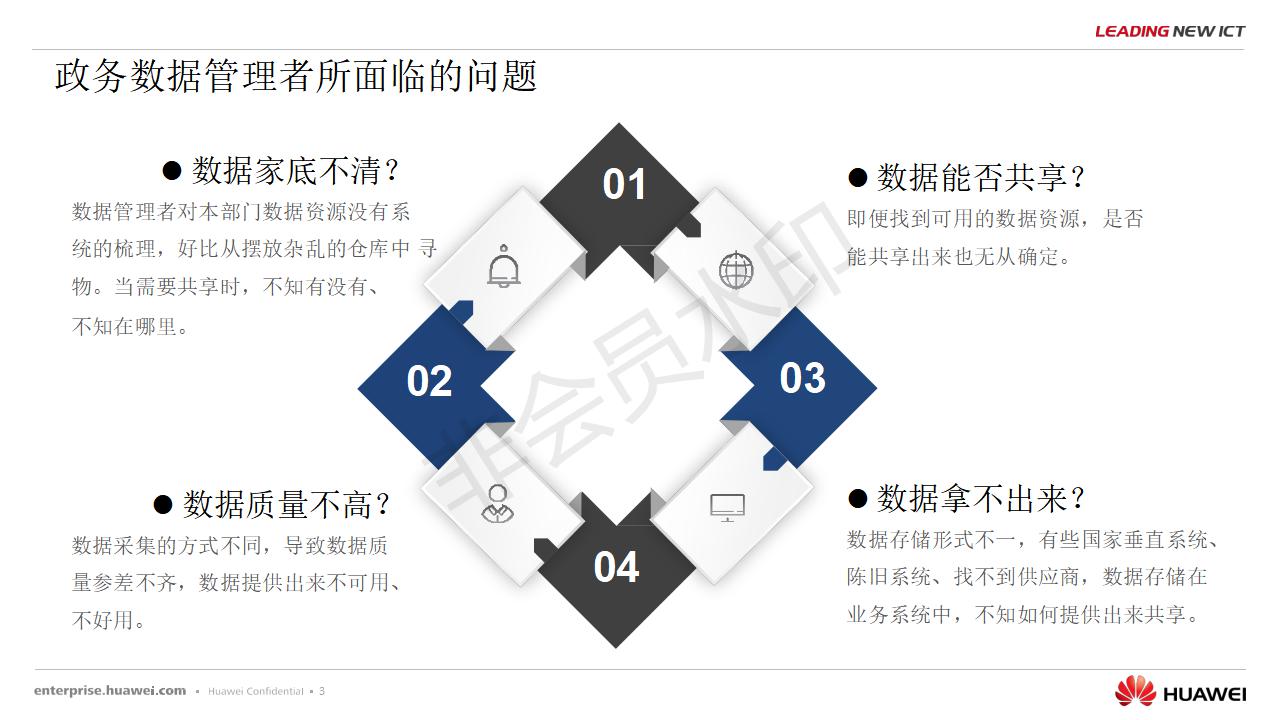 LEADING NEW ICT
政务数据管理者所面临的问题
● 数据家底不清？
数据管理者对本部门数据资源没有系
统的梳理，好比从摆放杂乱的仓库中 寻
物。当需要共享时，不知有没有、
不知在哪里。
● 数据能否共享？
即便找到可用的数据资源，是否
能共享出来也无从确定。
01
02
03
04
● 数据质量不高？
数据采集的方式不同，导致数据质
量参差不齐，数据提供出来不可用、
不好用。
● 数据拿不出来？
数据存储形式不一，有些国家垂直系统、
陈旧系统、找不到供应商，数据存储在
业务系统中，不知如何提供出来共享。
非会员水印
enterprise.huawei.com ▪ Huawei Confidential ▪ 3
HUAWEI